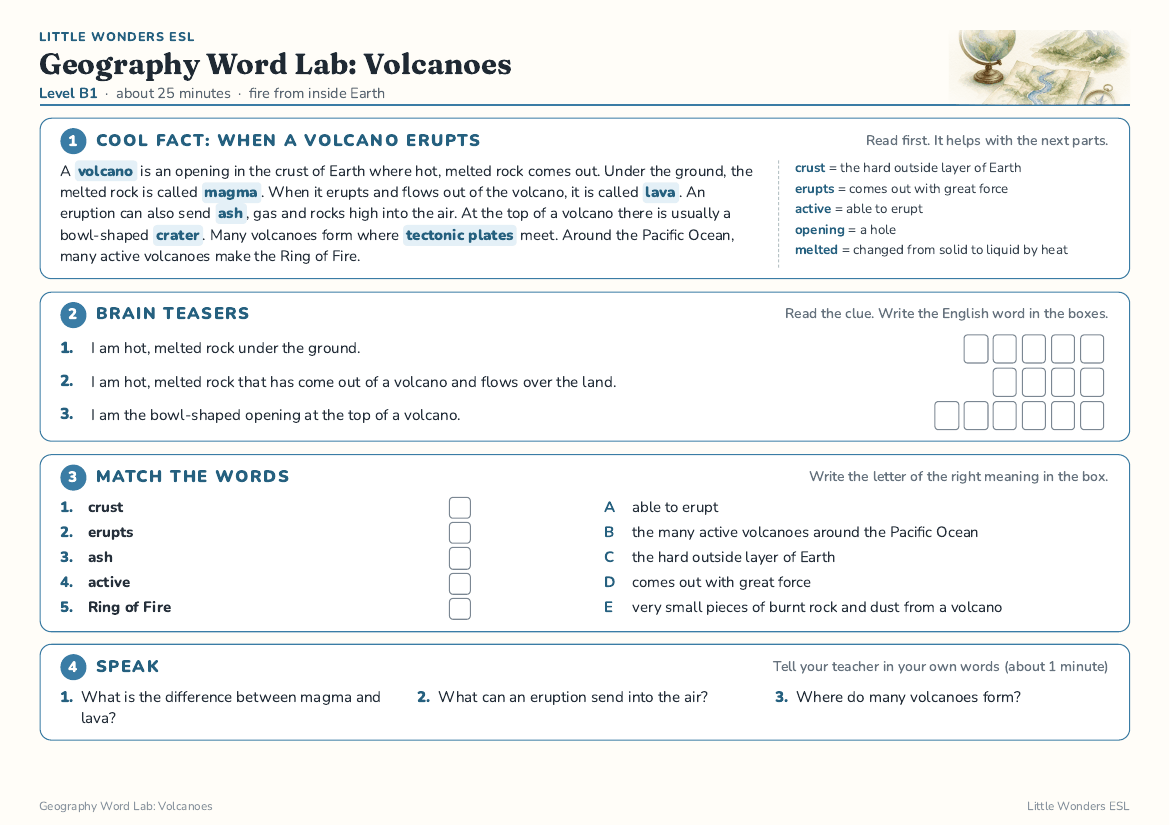 LITTLE WONDERS ESL
Geography Word Lab: Volcanoes
Level B1 · about 25 minutes · fire from inside Earth
1 COOL FACT: WHEN A VOLCANO ERUPTS
Read first. It helps with the next parts.
A volcano is an opening in the crust of Earth where hot, melted rock comes out. Under the ground, the
melted rock is called magma. When it erupts and flows out of the volcano, it is called lava. An
eruption can also send ash, gas and rocks high into the air. At the top of a volcano there is usually a
bowl-shaped crater. Many volcanoes form where tectonic plates meet. Around the Pacific Ocean,
many active volcanoes make the Ring of Fire.
crust = the hard outside layer of Earth
erupts = comes out with great force
active = able to erupt
opening = a hole
melted = changed from solid to liquid by heat
2 BRAIN TEASERS
Read the clue. Write the English word in the boxes.
1. I am hot, melted rock under the ground.
2. I am hot, melted rock that has come out of a volcano and flows over the land.
3. I am the bowl-shaped opening at the top of a volcano.
3 MATCH THE WORDS
Write the letter of the right meaning in the box.
1. crust
2. erupts
3. ash
4. active
5. Ring of Fire
A able to erupt
B the many active volcanoes around the Pacific Ocean
C the hard outside layer of Earth
D comes out with great force
E very small pieces of burnt rock and dust from a volcano
4 SPEAK
Tell your teacher in your own words (about 1 minute)
1. What is the difference between magma and
lava?
2. What can an eruption send into the air?
3. Where do many volcanoes form?
Geography Word Lab: Volcanoes
Little Wonders ESL